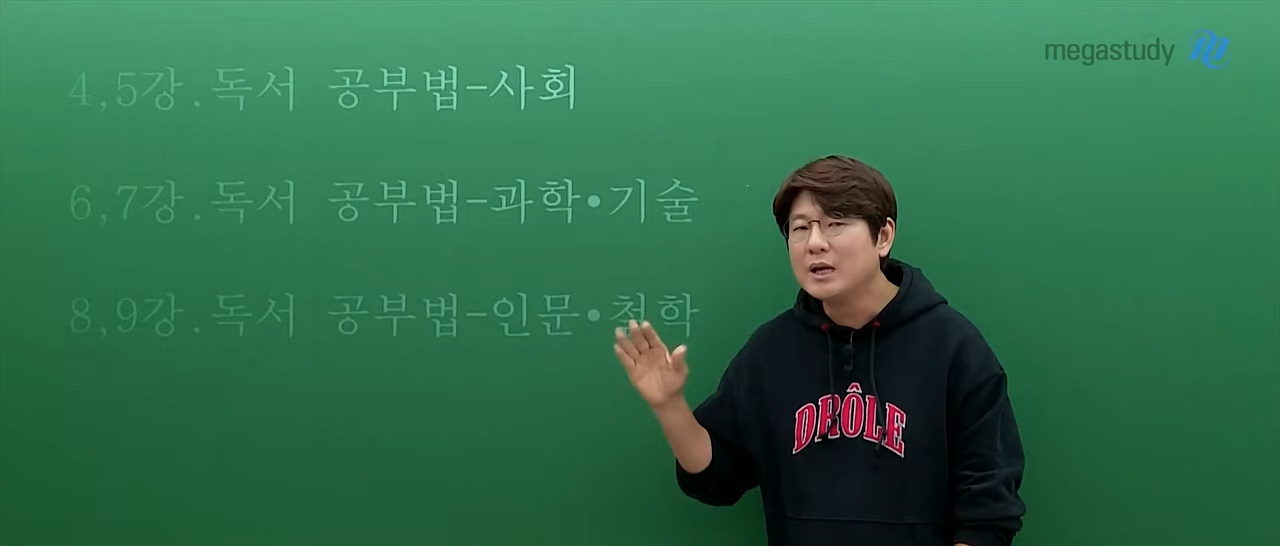 megastudy
4,5강.독서 공부법-사회
6,7강.독서 공부법-과학•기술
8,9강.독서 공부법-인문•철학
DRÔLE